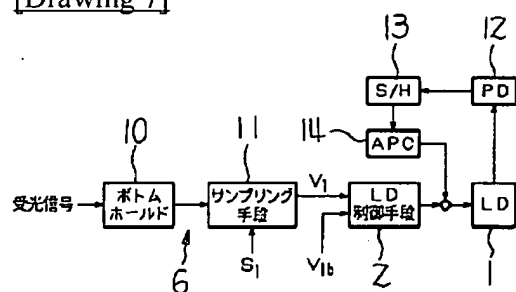 [Drawing 7]
13
12
S/H
PD
14
APC
10
11
受光信号
ボトム
ホールド
サンプリング
手段
V1
LD
制御手段
LD
6
S1
V1b
2
1